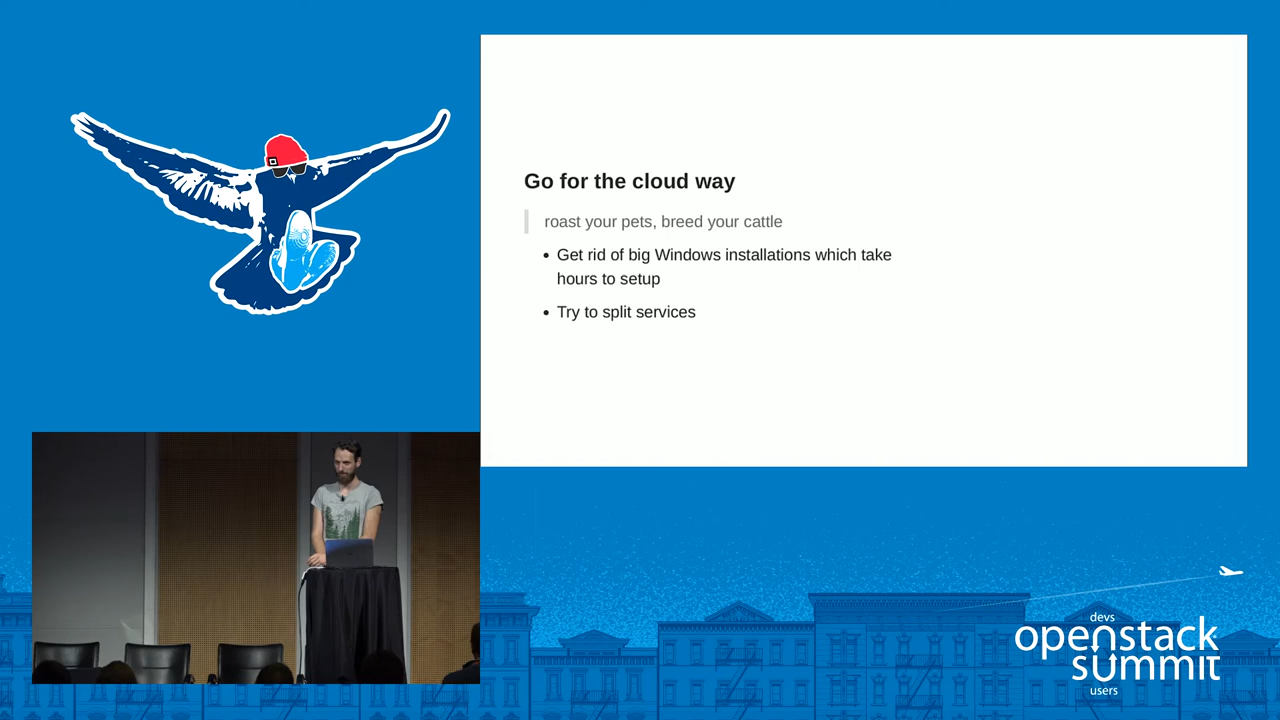 Go for the cloud way
roast your pets, breed your cattle
• Get rid of big Windows installations which take
hours to setup
• Try to split services
devs
openstack
summit
users